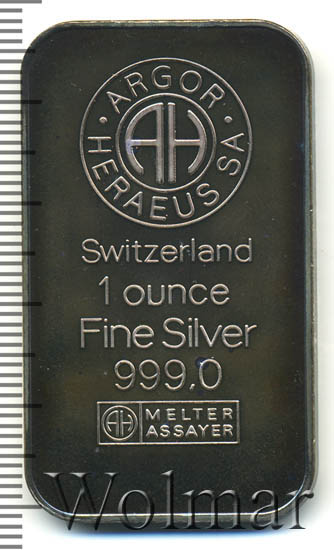 · ARGOR ·
HERAEUS SA
AH
Switzerland
1 ounce
Fine Silver
999.0
AH MELTER
ASSAYER
Wolmar